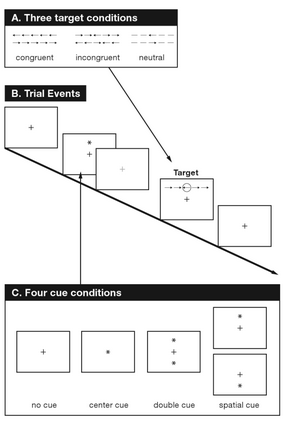 A. Three target conditions
congruent incongruent neutral
B. Trial Events
Target
C. Four cue conditions
no cue center cue double cue spatial cue